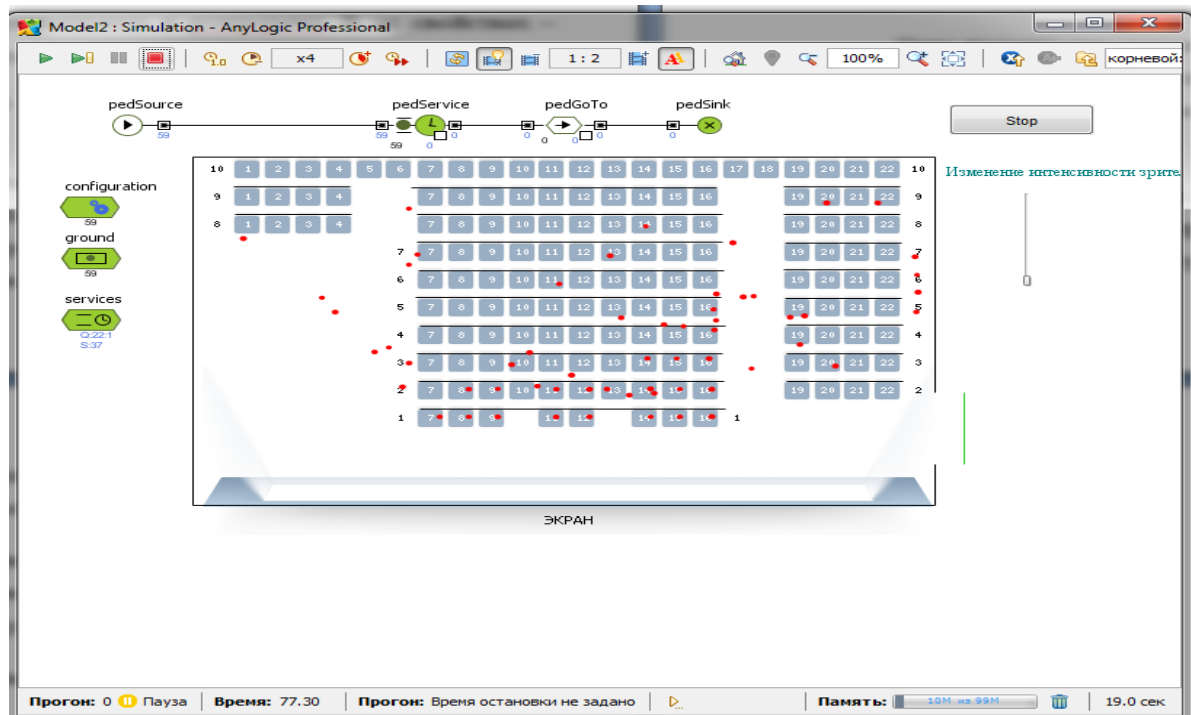 Model2 : Simulation - AnyLogic Professional
x4 1:2 100% корневой:
pedSource pedService pedGoTo pedSink
Stop
59 59 0 0 0 0
59 0 0 0
10 1 2 3 4 5 6 7 8 9 10 11 12 13 14 15 16 17 18 19 20 21 22 10
Изменение интенсивности зрите
configuration
59
9 1 2 3 4 7 8 9 10 11 12 13 14 15 16 19 20 21 22 9
8 1 2 3 4 7 8 9 10 11 12 13 14 15 16 19 20 21 22 8
ground
59
7 7 8 9 10 11 12 13 14 15 16 19 20 21 22 7
6 7 8 9 10 11 12 13 14 15 16 19 20 21 22 6
services
Q:22:1
S:37
5 7 8 9 10 11 12 13 14 15 16 19 20 21 22 5
4 7 8 9 10 11 12 13 14 15 16 19 20 21 22 4
3 7 8 9 10 11 12 13 14 15 16 19 20 21 22 3
2 7 8 9 10 11 12 13 14 15 16 19 20 21 22 2
1 7 8 9 11 12 14 15 16 1
ЭКРАН
Прогон: 0 Пауза Время: 77.30 Прогон: Время остановки не задано Память: 10M из 99M 19.0 сек